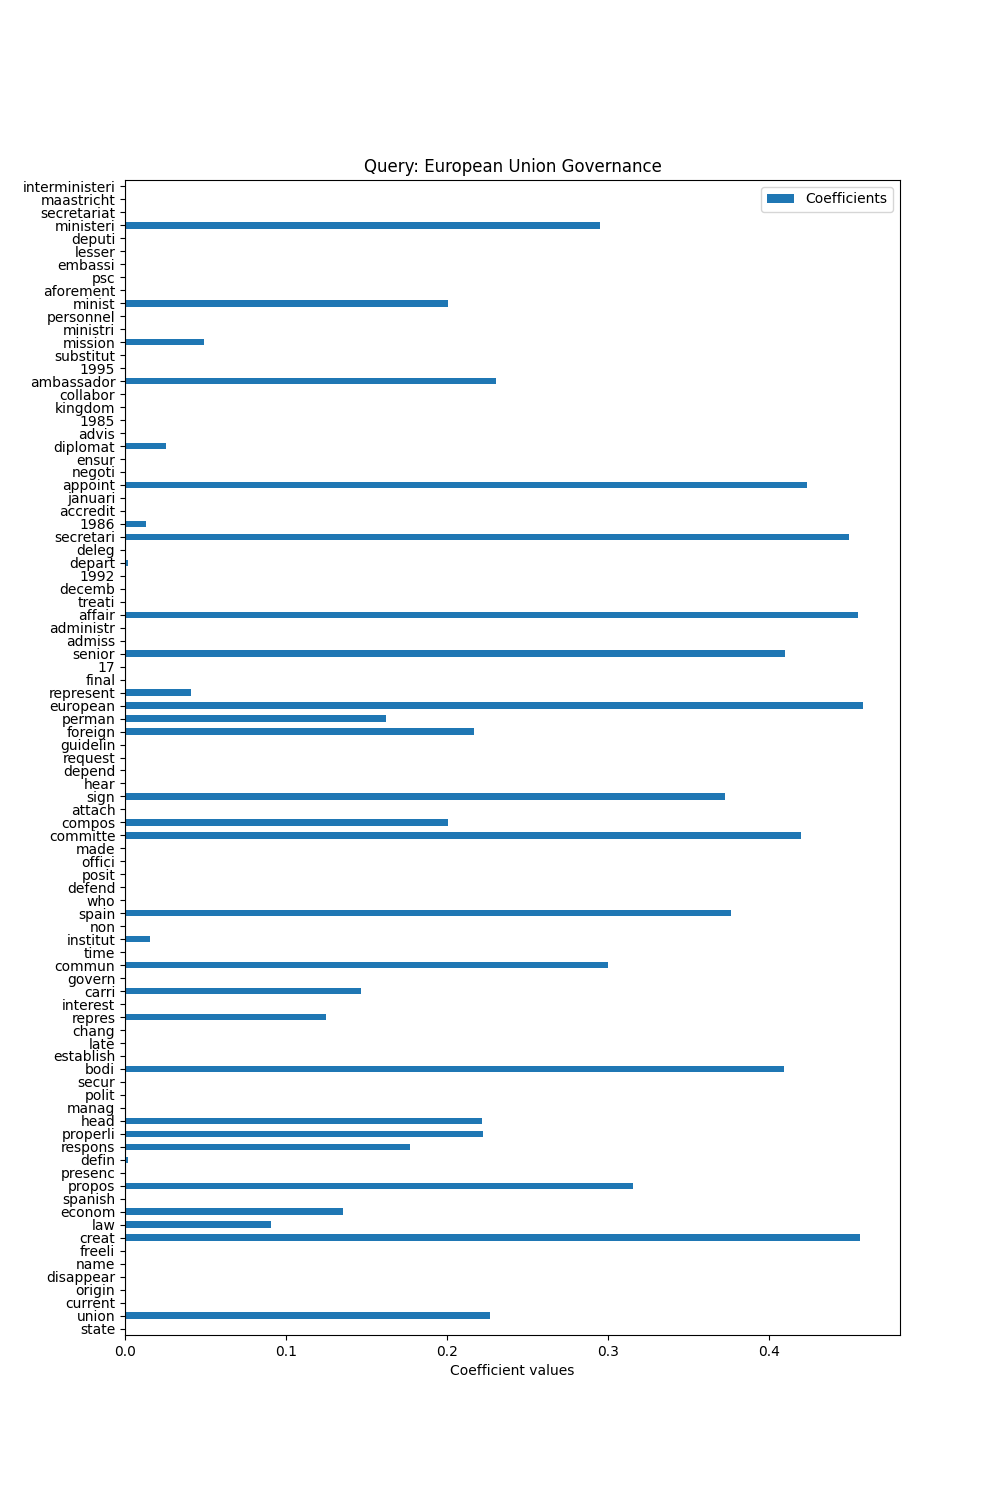 Query: European Union Governance
Coefficients
interministeri
maastricht
secretariat
ministeri
deputi
lesser
embassi
psc
aforement
minist
personnel
ministri
mission
substitut
1995
ambassador
collabor
kingdom
1985
advis
diplomat
ensur
negoti
appoint
januari
accredit
1986
secretari
deleg
depart
1992
decemb
treati
affair
administr
admiss
senior
17
final
represent
european
perman
foreign
guidelin
request
depend
hear
sign
attach
compos
committe
made
offici
posit
defend
who
spain
non
institut
time
commun
govern
carri
interest
repres
chang
late
establish
bodi
secur
polit
manag
head
properli
respons
defin
presenc
propos
spanish
econom
law
creat
freeli
name
disappear
origin
current
union
state
0.0 0.1 0.2 0.3 0.4
Coefficient values